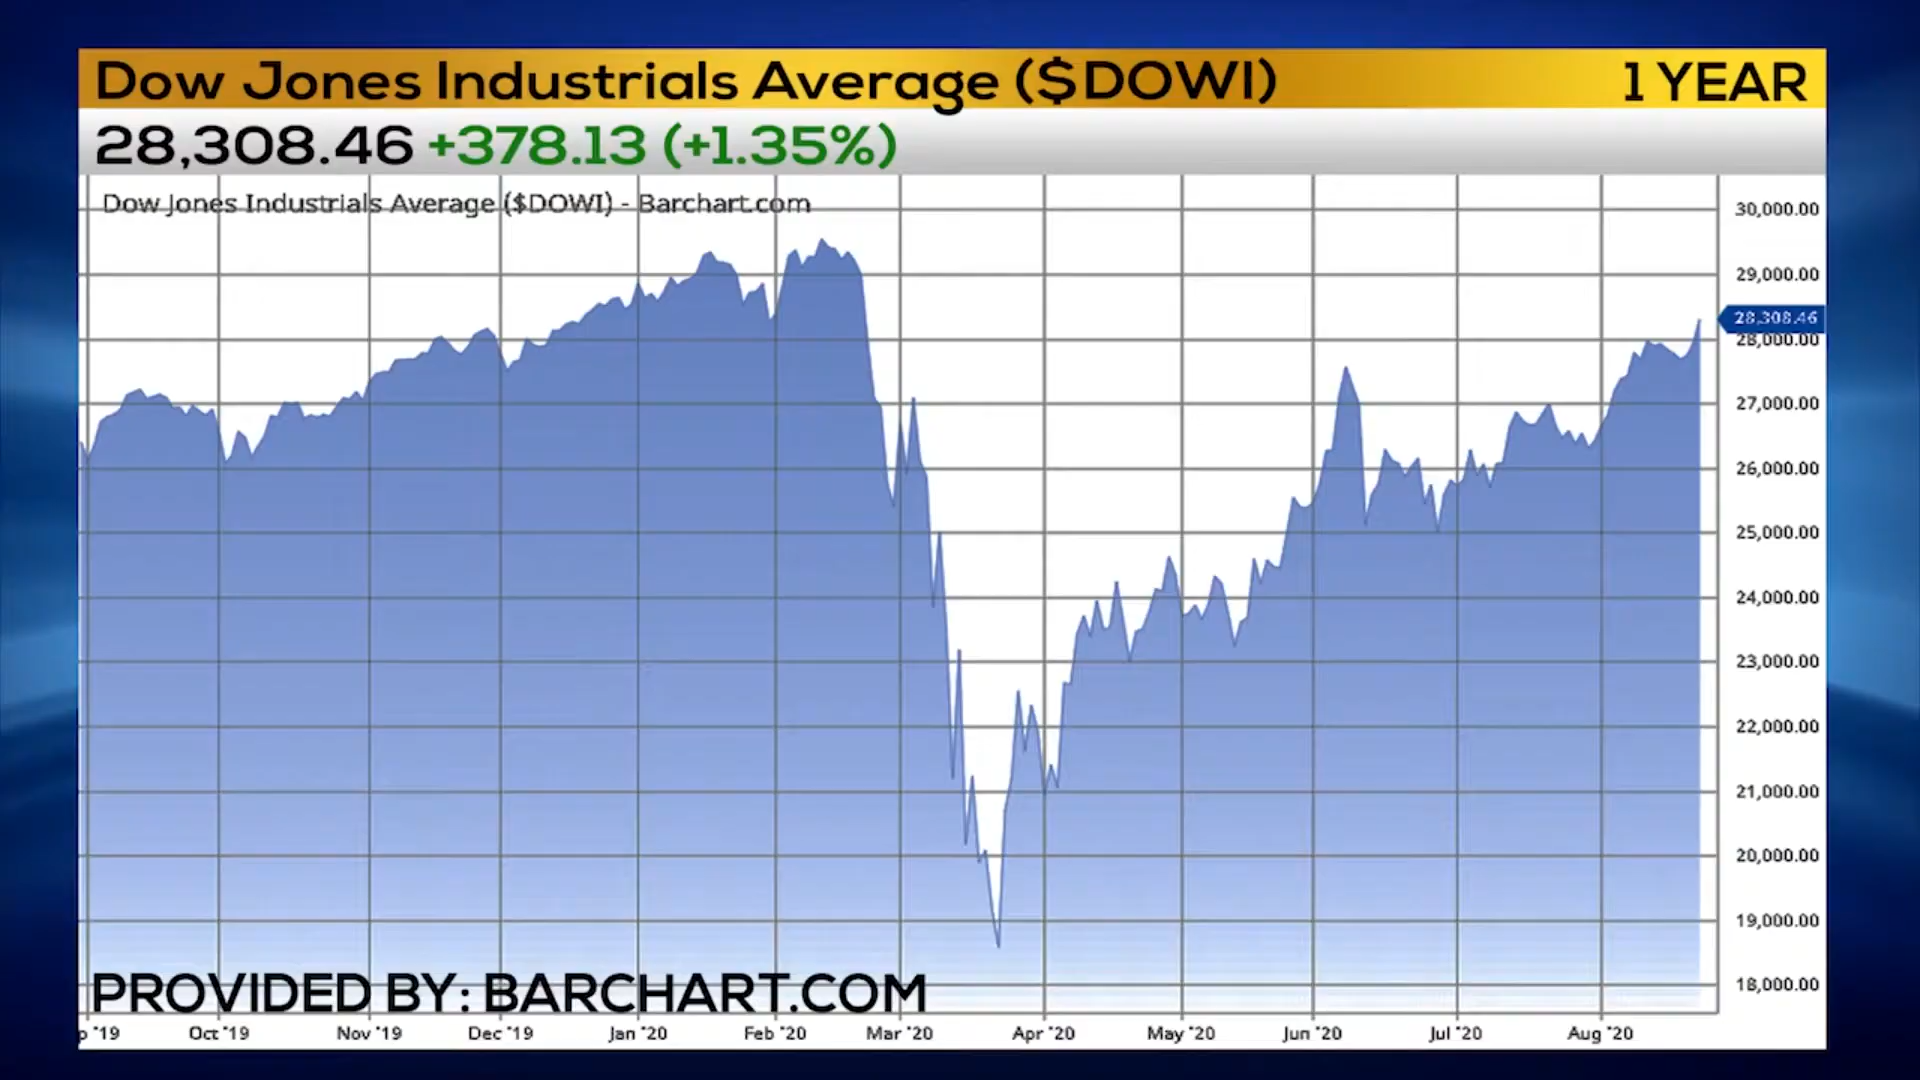 Dow Jones Industrials Average ($DOWI) 1 YEAR
28,308.46 +378.13 (+1.35%)
Dow Jones Industrials Average ($DOWI) - Barchart.com
30,000.00
29,000.00
28,308.46
28,000.00
27,000.00
26,000.00
25,000.00
24,000.00
23,000.00
22,000.00
21,000.00
20,000.00
19,000.00
18,000.00
PROVIDED BY: BARCHART.COM
p '19 Oct '19 Nov '19 Dec '19 Jan '20 Feb '20 Mar '20 Apr '20 May '20 Jun '20 Jul '20 Aug '20